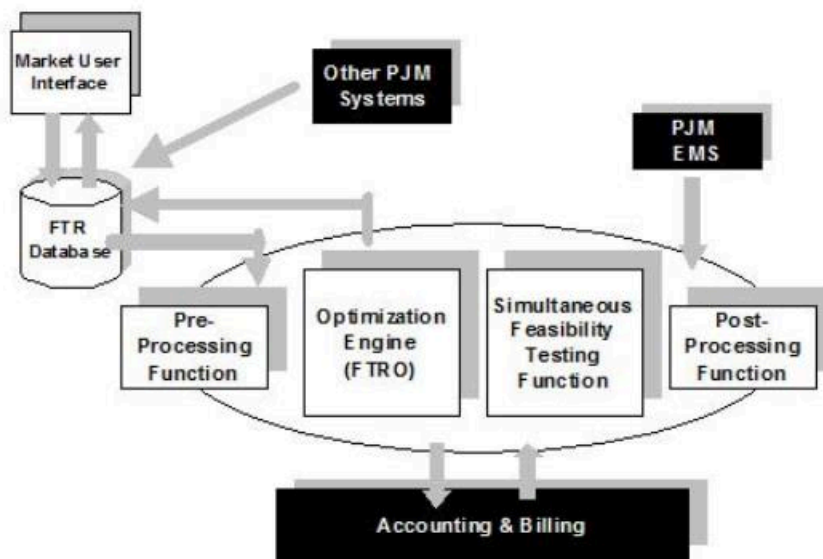 Market User
Interface
Other PJM
Systems
PJM
EMS
FTR
Database
Pre-
Processing
Function
Optimization
Engine
(FTRO)
Simultaneous
Feasibility
Testing
Function
Post-
Processing
Function
Accounting & Billing